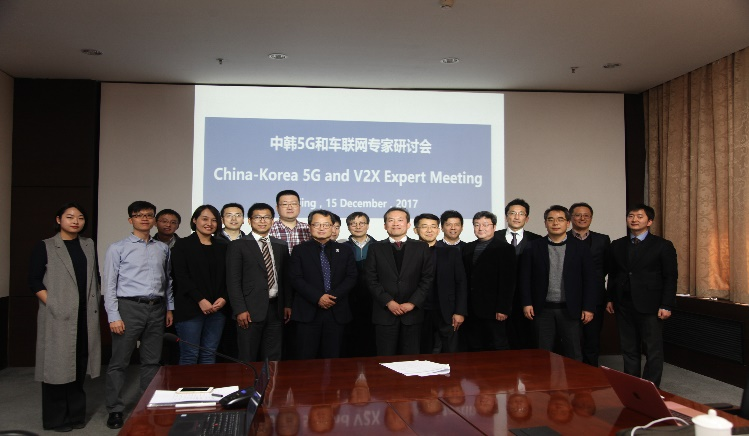 中韩5G和车联网专家研讨会
China-Korea 5G and V2X Expert Meeting
15 December , 2017